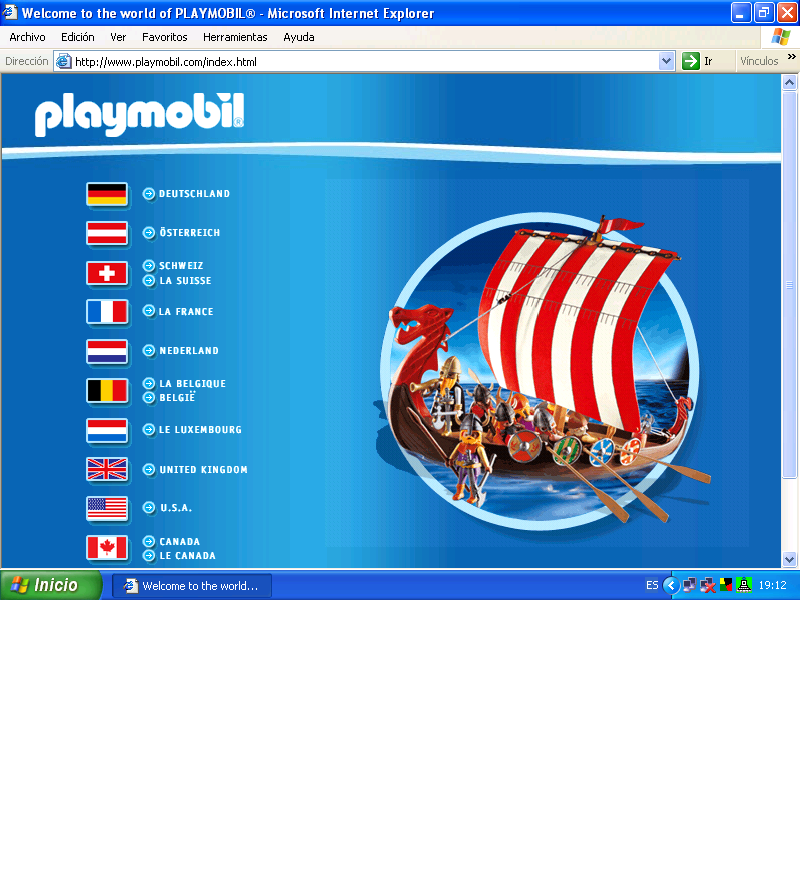 Welcome to the world of PLAYMOBIL® - Microsoft Internet Explorer
Archivo Edición Ver Favoritos Herramientas Ayuda
Dirección http://www.playmobil.com/index.html Ir Vínculos »
playmobil®
DEUTSCHLAND
ÖSTERREICH
SCHWEIZ
LA SUISSE
LA FRANCE
NEDERLAND
LA BELGIQUE
BELGIË
LE LUXEMBOURG
UNITED KINGDOM
U.S.A.
CANADA
LE CANADA
Inicio Welcome to the world... ES 19:12